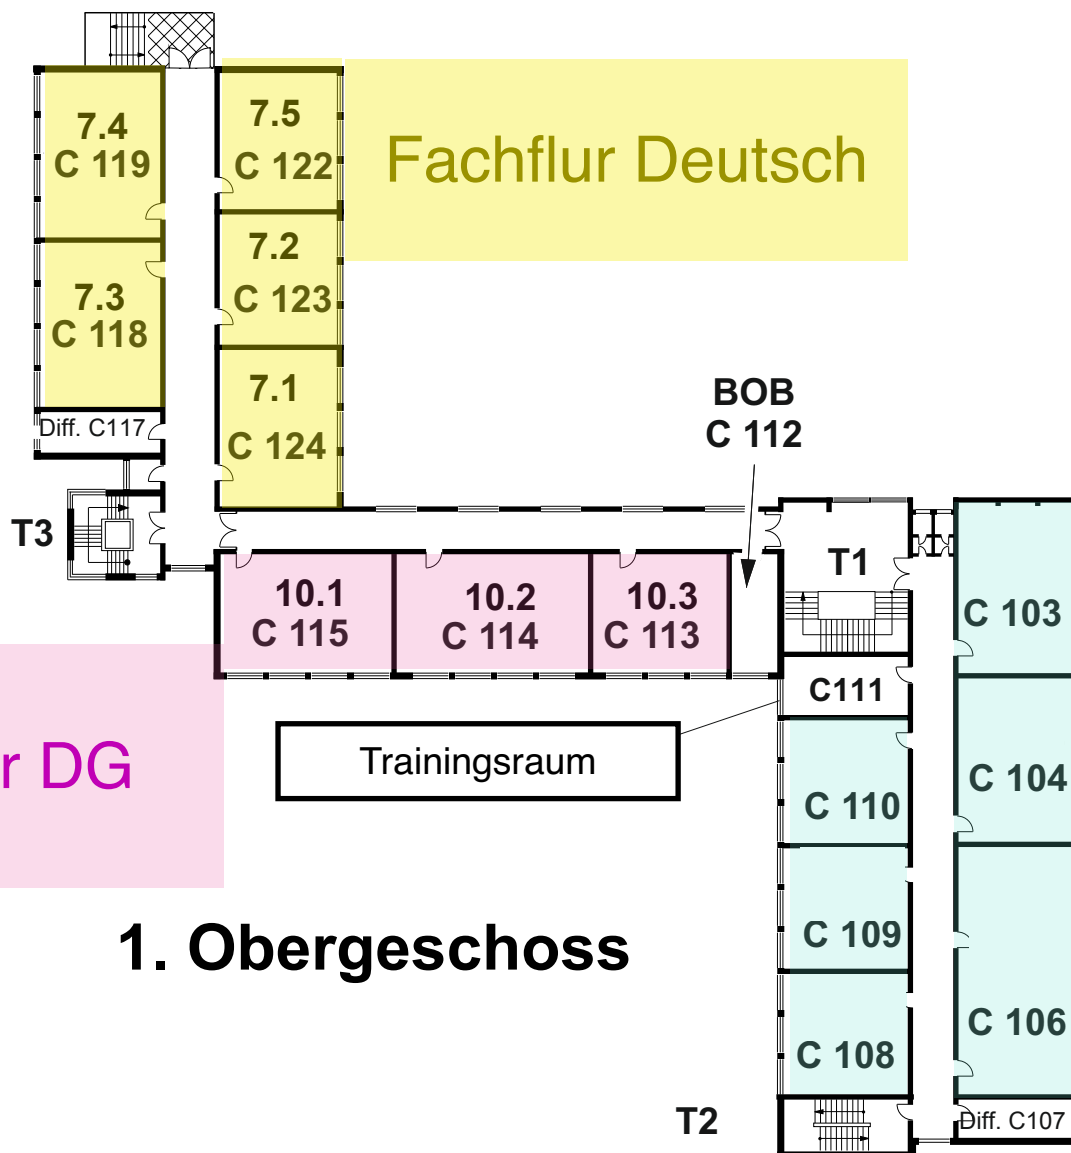 7.4
C 119
7.5
C 122
Fachflur Deutsch
7.3
C 118
7.2
C 123
7.1
C 124
Diff. C117
BOB
C 112
T3
T1
10.1
C 115
10.2
C 114
10.3
C 113
C 103
C111
r DG
Trainingsraum
C 110
C 104
1. Obergeschoss
C 109
C 106
C 108
T2
Diff. C107